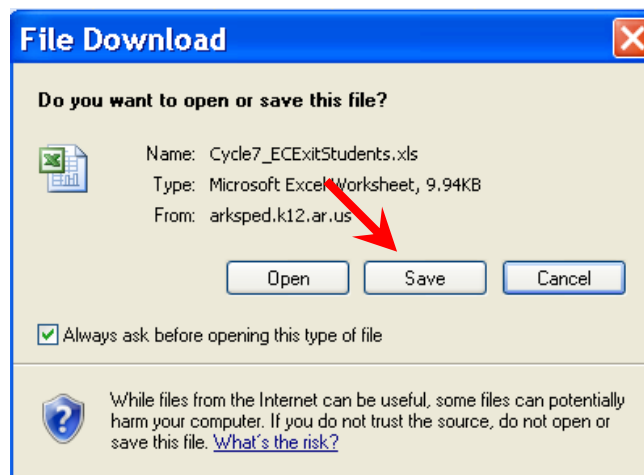 File Download
Do you want to open or save this file?
Name: Cycle7_ECExitStudents.xls
Type: Microsoft Excel Worksheet, 9.94KB
From: arksped.k12.ar.us
Open Save Cancel
Always ask before opening this type of file
While files from the Internet can be useful, some files can potentially
harm your computer. If you do not trust the source, do not open or
save this file. What's the risk?